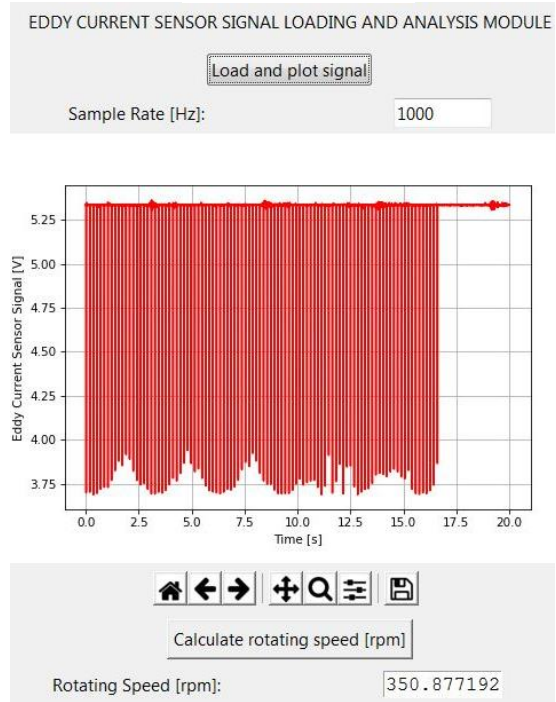 EDDY CURRENT SENSOR SIGNAL LOADING AND ANALYSIS MODULE
Load and plot signal
Sample Rate [Hz]: 1000
Eddy Current Sensor Signal [V]
5.25
5.00
4.75
4.50
4.25
4.00
3.75
0.0 2.5 5.0 7.5 10.0 12.5 15.0 17.5 20.0
Time [s]
Calculate rotating speed [rpm]
Rotating Speed [rpm]: 350.877192